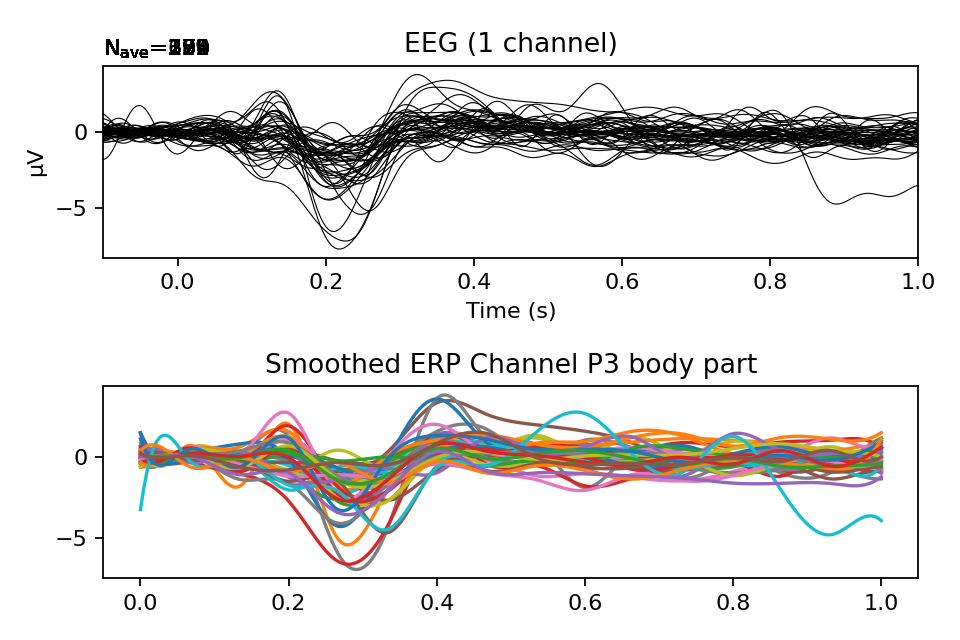 EEG (1 channel)
Nave=
µV
0
−5
0.0 0.2 0.4 0.6 0.8 1.0
Time (s)
Smoothed ERP Channel P3 body part
0
−5
0.0 0.2 0.4 0.6 0.8 1.0